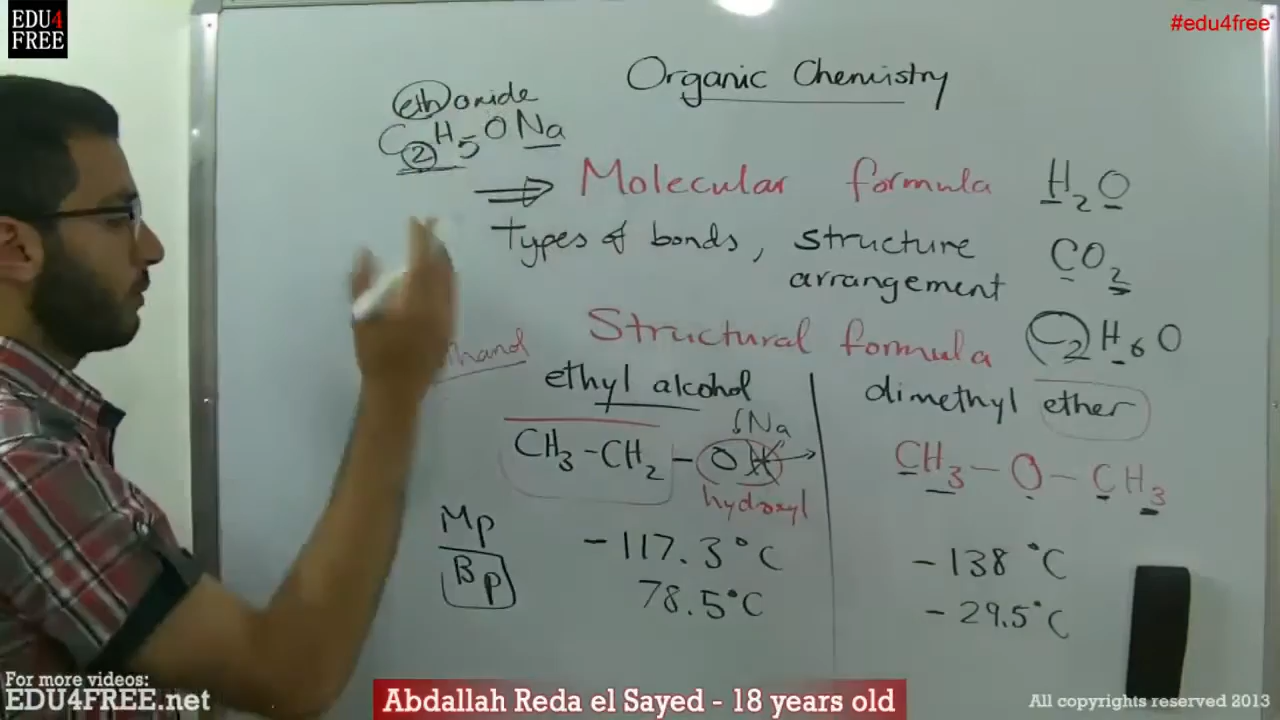 EDU4
FREE
#edu4free
Organic Chemistry
ethoxide
C2H5ONa
⇒ Molecular formula H2O
Types of bonds, structure CO2
arrangement
Structural formula C2H6O
ethyl alcohol dimethyl ether
Na
CH3-CH2-OH → CH3-O-CH3
hydroxyl
Mp -117.3°C -138°C
Bp 78.5°C -29.5°C
For more videos:
EDU4FREE.net
Abdallah Reda el Sayed - 18 years old
All copyrights reserved 2013